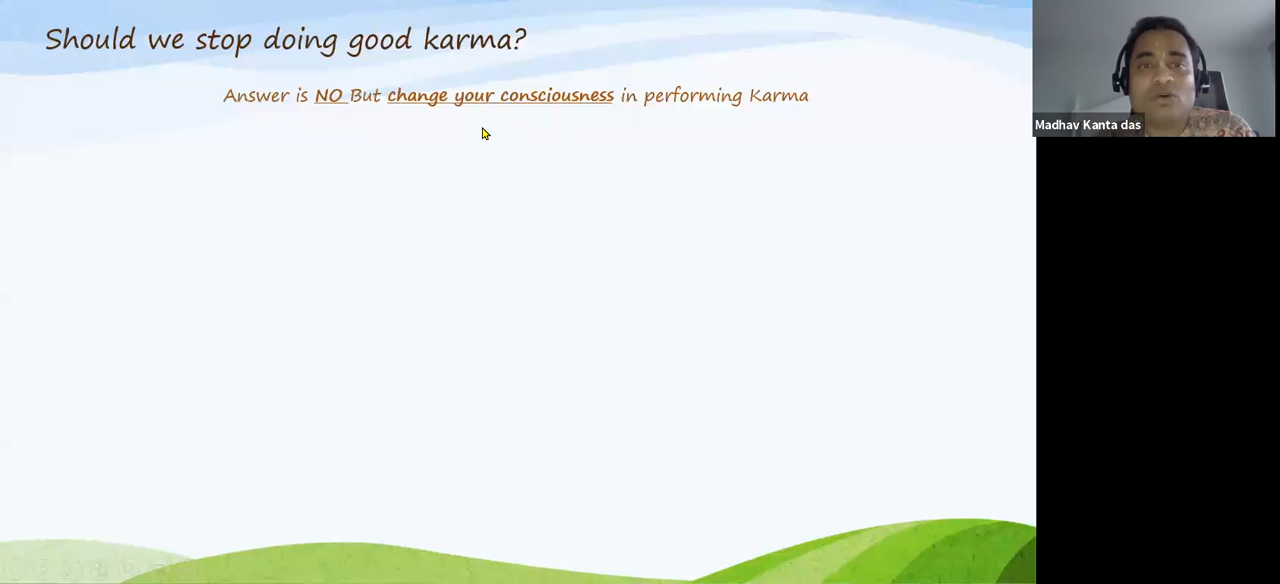 Should we stop doing good karma?
Answer is NO But change your consciousness in performing Karma
Madhav Kanta das